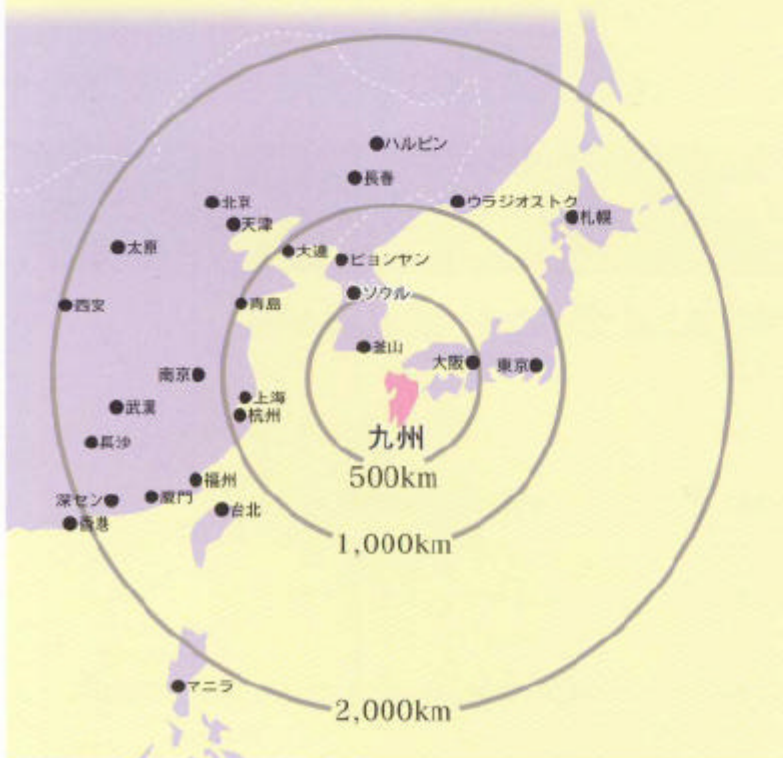 ハルピン
長春
北京
ウラジオストク
天津
札幌
太原
大連
ピョンヤン
ソウル
西安
青島
釜山
大阪
東京
南京
上海
武漢
杭州
九州
長沙
500km
福州
深セン
厦門
台北
香港
1,000km
マニラ
2,000km